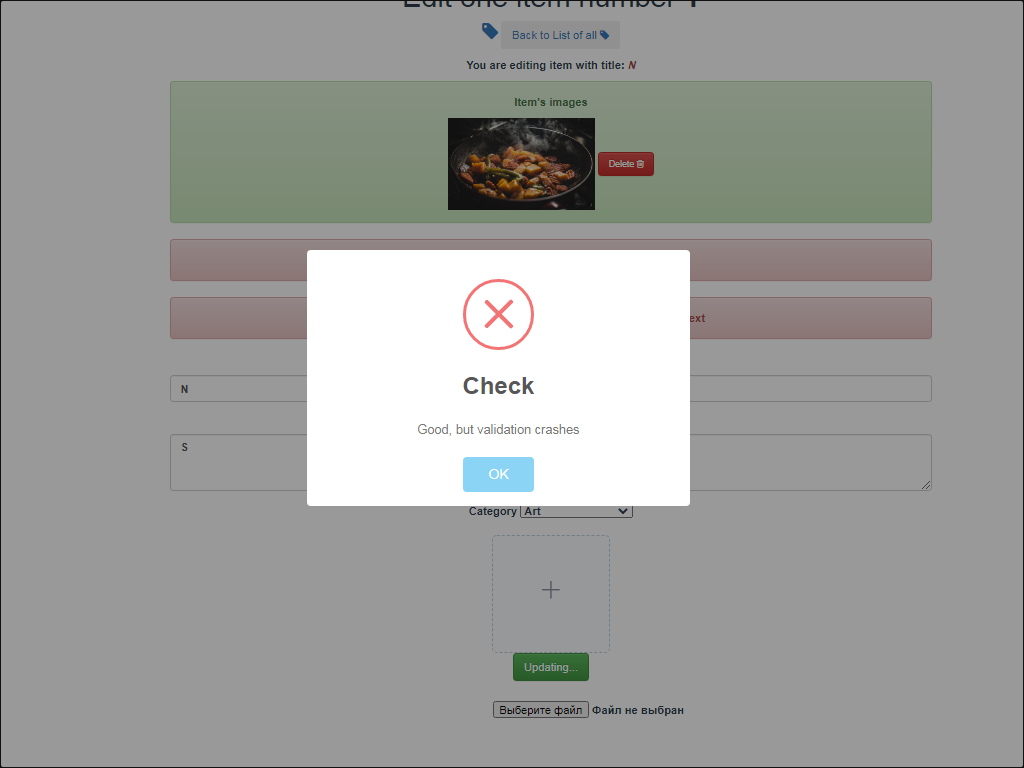 Edit one item number
Back to List of all
You are editing item with title: N
Item's images
Delete
ext
N
Check
Good, but validation crashes
S
OK
Category Art
Updating...
Выберите файл Файл не выбран